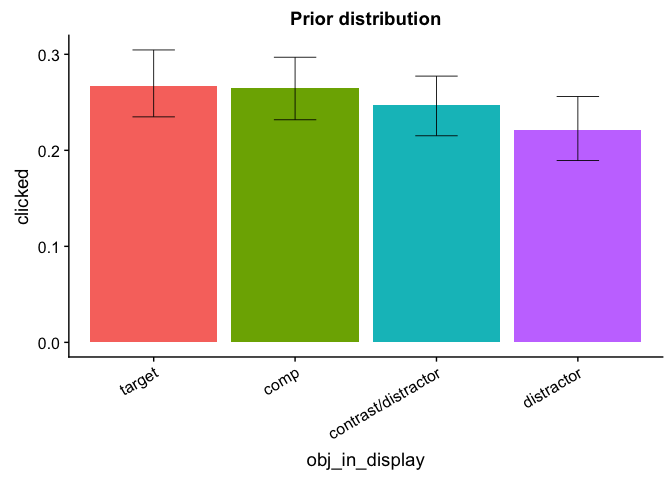 Prior distribution
clicked
0.3
0.2
0.1
0.0
target
comp
contrast/distractor
distractor
obj_in_display